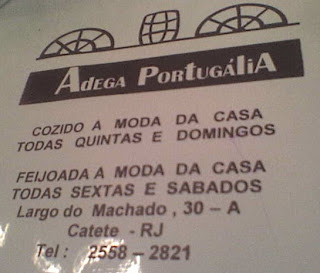 ADEGA PORTUGÁLIA
COZIDO A MODA DA CASA
TODAS QUINTAS E DOMINGOS
FEIJOADA A MODA DA CASA
TODAS SEXTAS E SABADOS
Largo do Machado , 30 – A
Catete - RJ
Tel : 2558 – 2821